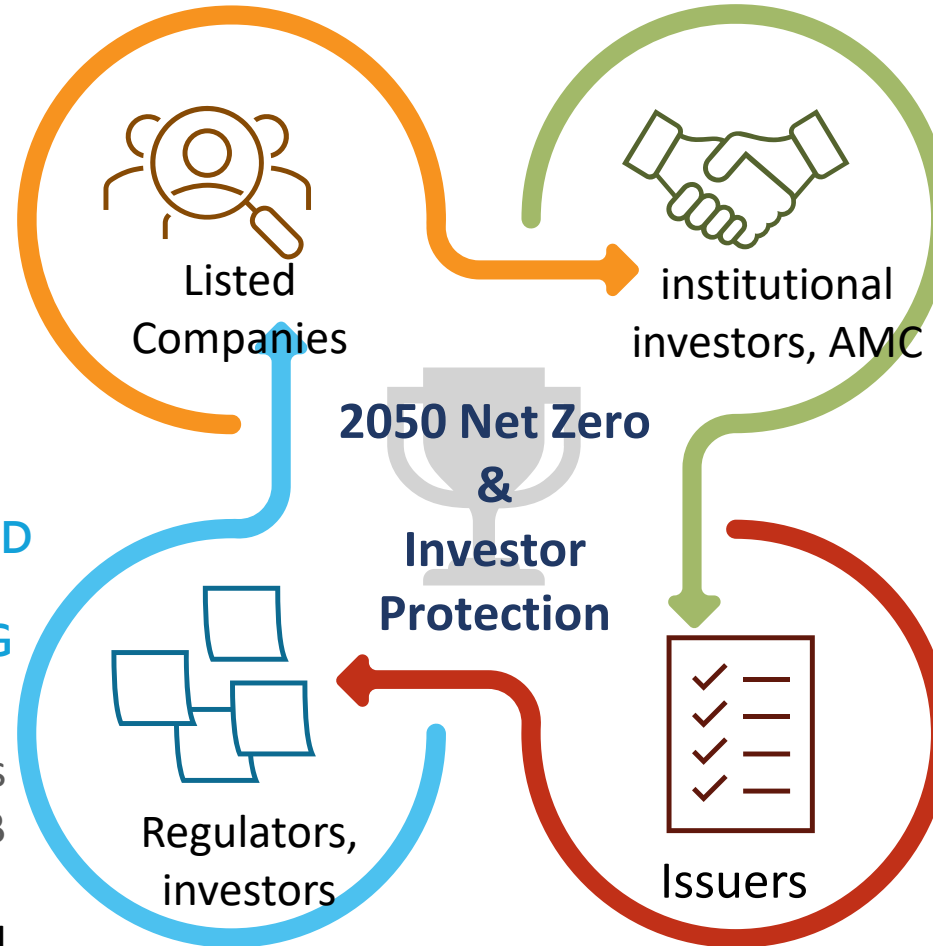 Listed
Companies
institutional
investors, AMC
2050 Net Zero
&
Investor
Protection
D
G
s
Regulators,
investors
Issuers